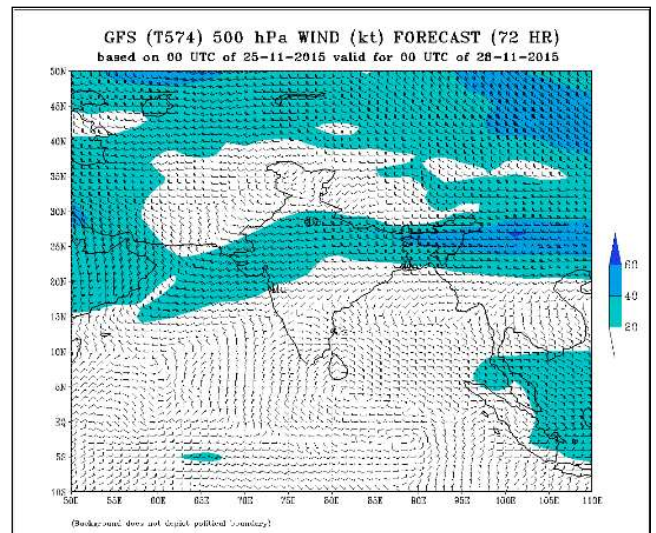 GFS (T574) 500 hPa WIND (kt) FORECAST (72 HR)
based on 00 UTC of 25-11-2015 valid for 00 UTC of 28-11-2015
50N
45N
40N
35N
30N
25N
20N
15N
10N
5N
EQ
5S
10S
50E 55E 60E 65E 70E 75E 80E 85E 90E 95E 100E 105E 110E
60
40
20
(Background does not depict political boundary)